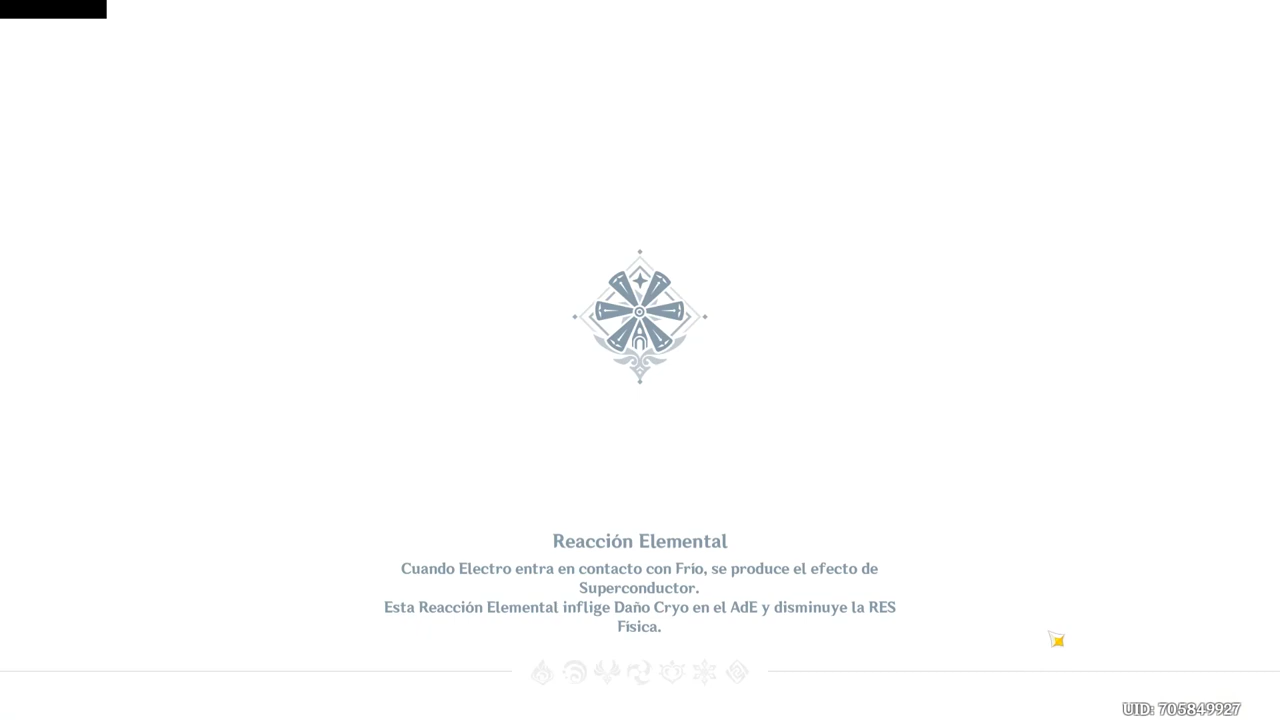 Reacción Elemental
Cuando Electro entra en contacto con Frío, se produce el efecto de
Superconductor.
Esta Reacción Elemental inflige Daño Cryo en el AdE y disminuye la RES
Física.
UID: 705849927